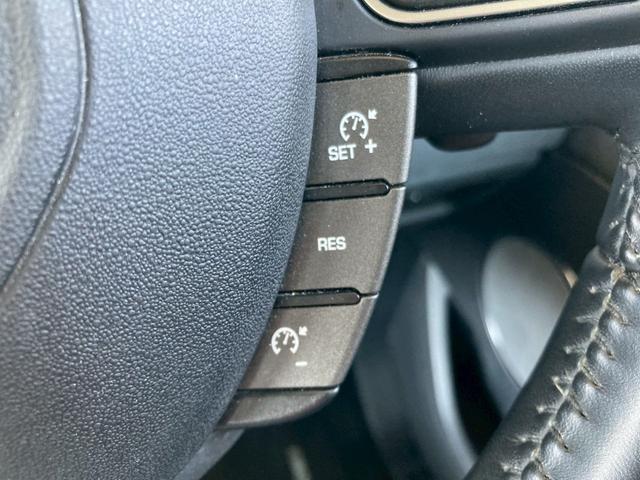 SET +
RES
-